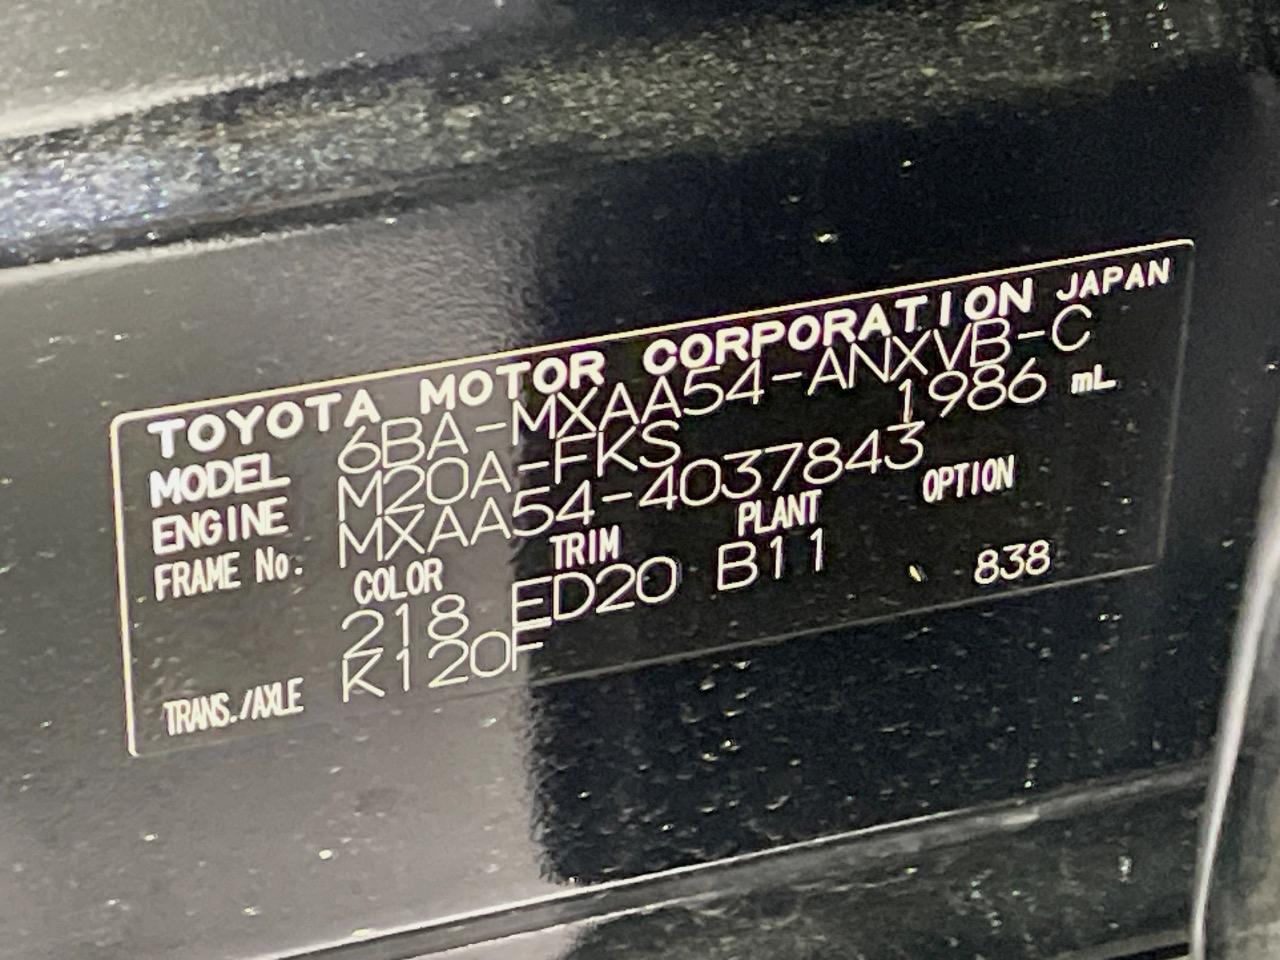 TOYOTA MOTOR CORPORATION JAPAN
MODEL 6BA-MXAA54-ANXVB-C
ENGINE M20A-FKS 1986 mL
FRAME No. MXAA54-4037843
COLOR TRIM PLANT OPTION
218 ED20 B11 838
TRANS./AXLE K120F